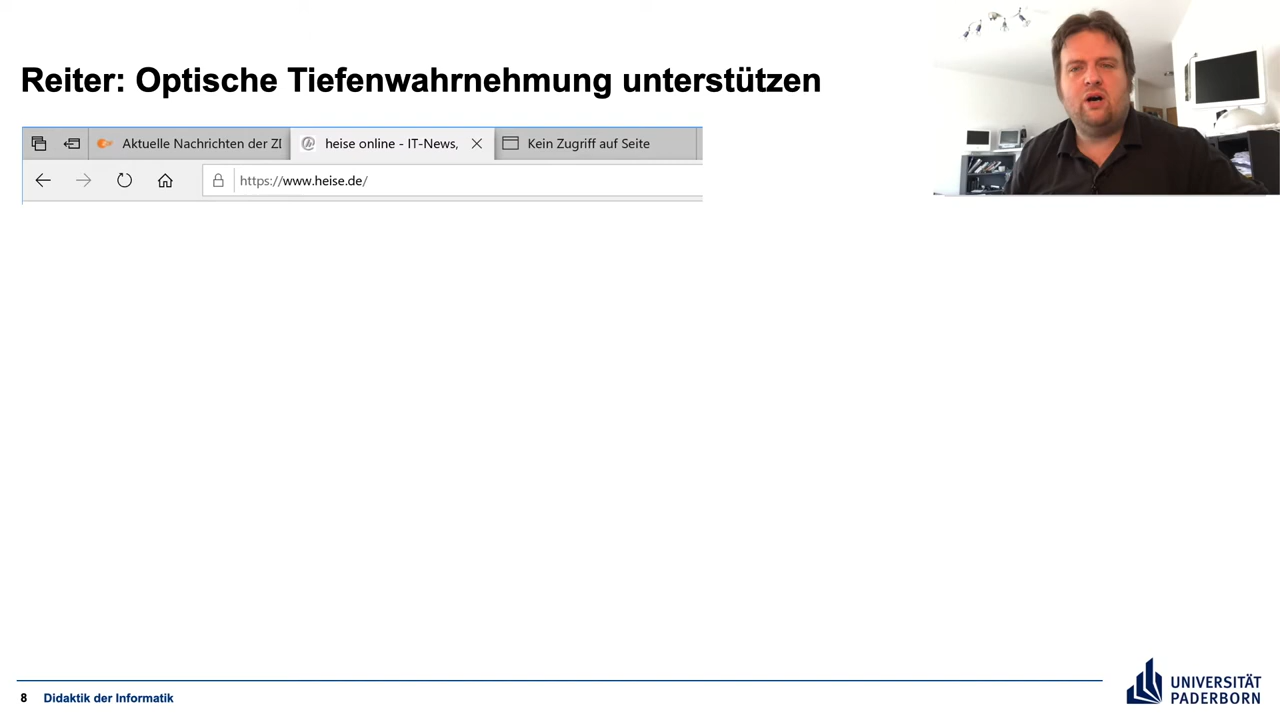 Reiter: Optische Tiefenwahrnehmung unterstützen
Aktuelle Nachrichten der ZD
heise online - IT-News,
Kein Zugriff auf Seite
https://www.heise.de/
8 Didaktik der Informatik
UNIVERSITÄT
PADERBORN